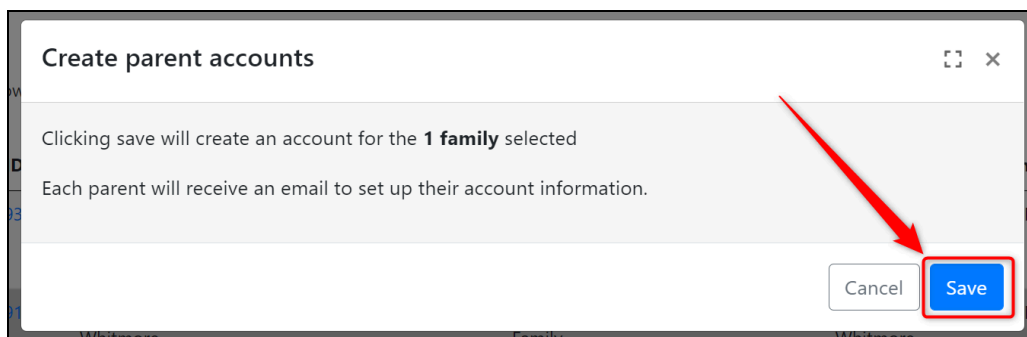 Create parent accounts
Clicking save will create an account for the 1 family selected
Each parent will receive an email to set up their account information.
Cancel Save